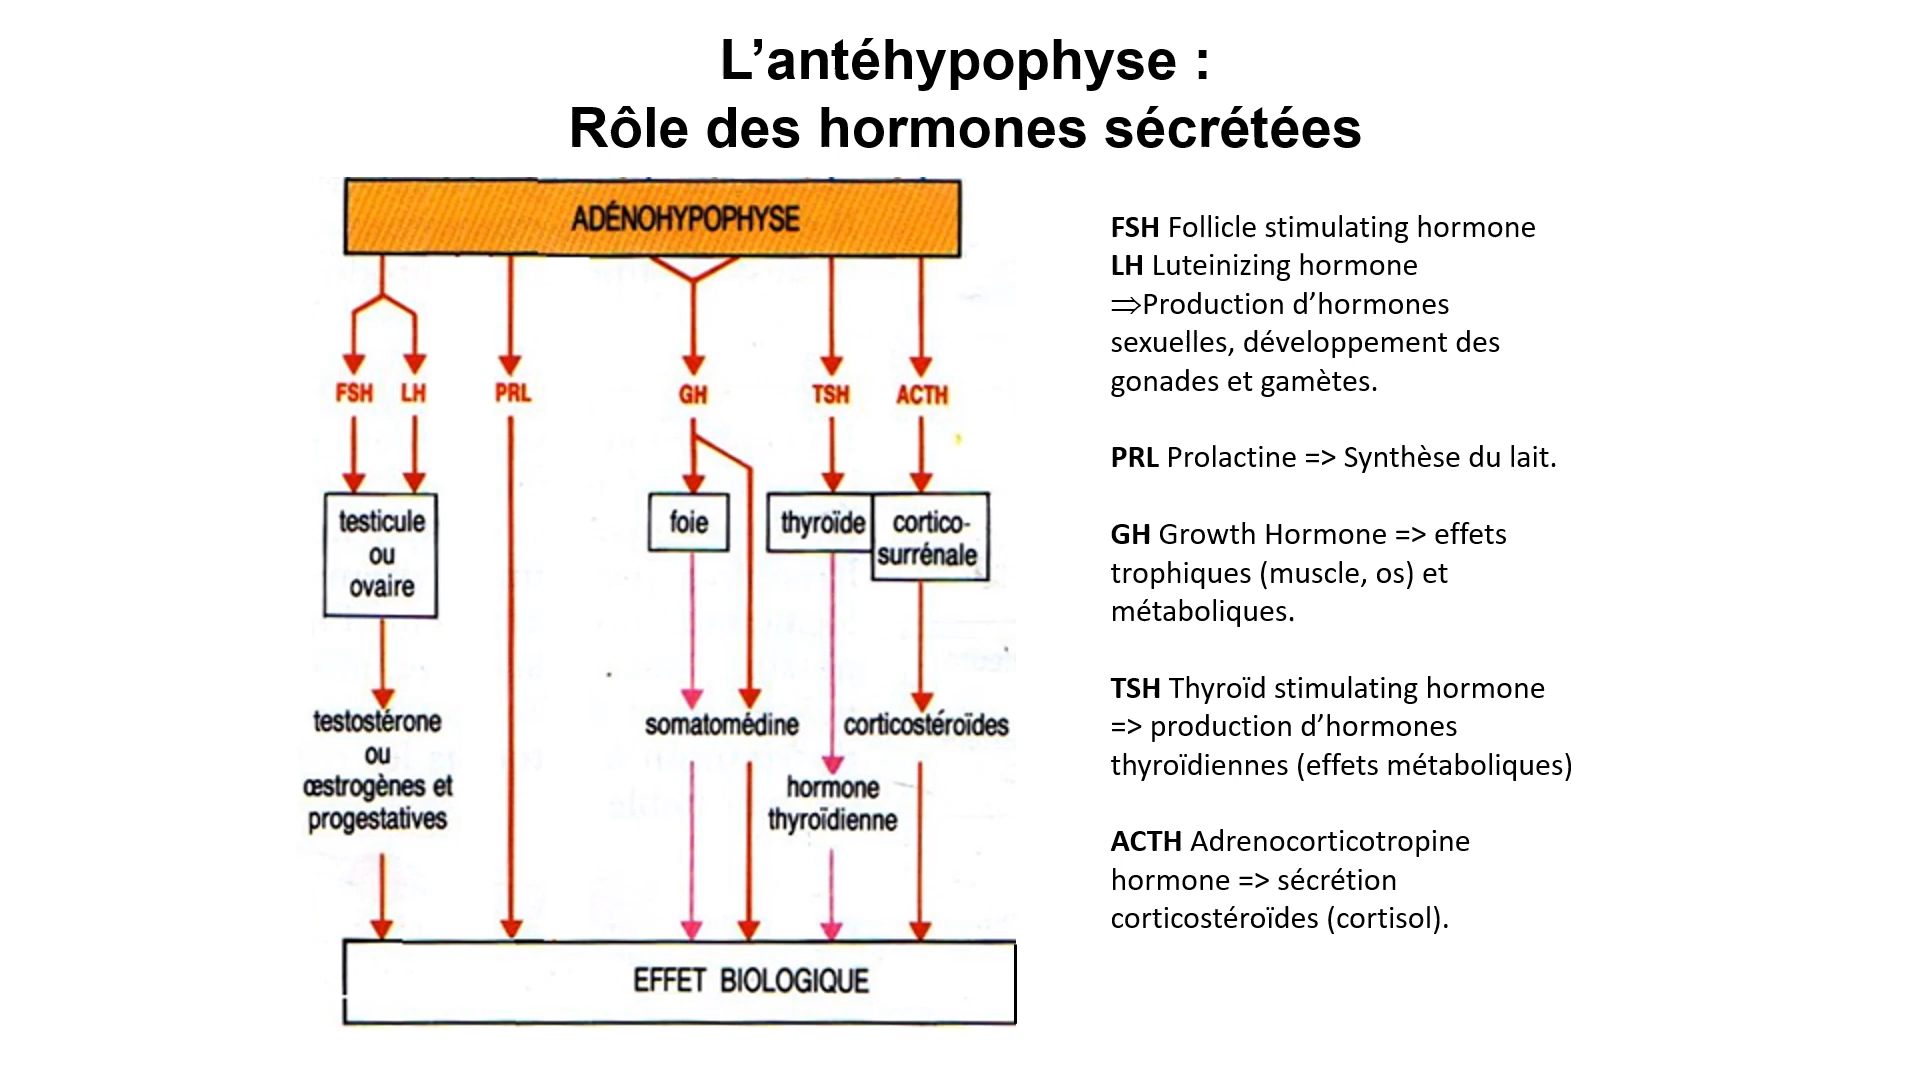 L’antéhypophyse :
Rôle des hormones sécrétées
ADÉNOHYPOPHYSE
FSH LH PRL GH TSH ACTH
testicule
ou
ovaire
foie
thyroïde
cortico-
surrénale
testostérone
ou
œstrogènes et
progestatives
somatomédine
corticostéroïdes
hormone
thyroïdienne
EFFET BIOLOGIQUE
FSH Follicle stimulating hormone
LH Luteinizing hormone
⇒Production d’hormones
sexuelles, développement des
gonades et gamètes.
PRL Prolactine => Synthèse du lait.
GH Growth Hormone => effets
trophiques (muscle, os) et
métaboliques.
TSH Thyroïd stimulating hormone
=> production d’hormones
thyroïdiennes (effets métaboliques)
ACTH Adrenocorticotropine
hormone => sécrétion
corticostéroïdes (cortisol).